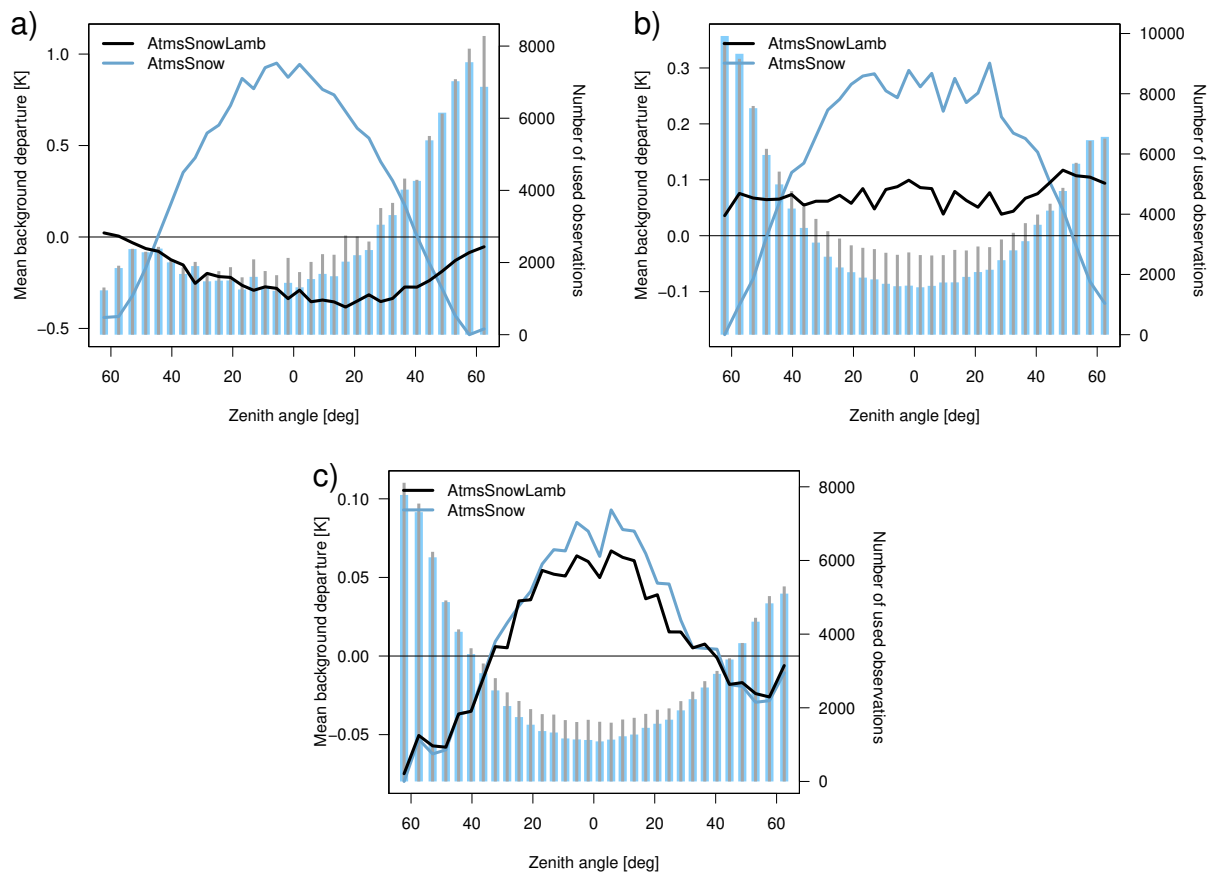 a)
AtmsSnowLamb
AtmsSnow
Mean background departure [K]
1.0
0.5
0.0
−0.5
8000
6000
4000
2000
0
Number of used observations
60 40 20 0 20 40 60
Zenith angle [deg]
b)
AtmsSnowLamb
AtmsSnow
Mean background departure [K]
0.3
0.2
0.1
0.0
−0.1
10000
8000
6000
4000
2000
0
Number of used observations
60 40 20 0 20 40 60
Zenith angle [deg]
c)
AtmsSnowLamb
AtmsSnow
Mean background departure [K]
0.10
0.05
0.00
−0.05
8000
6000
4000
2000
0
Number of used observations
60 40 20 0 20 40 60
Zenith angle [deg]